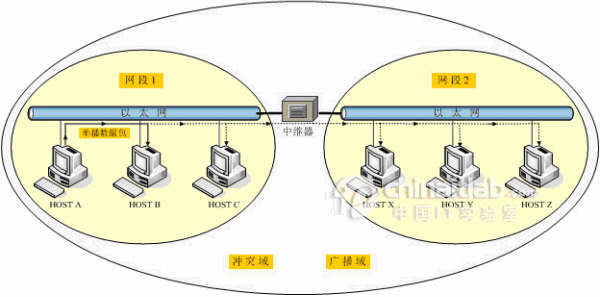 网段1
网段2
以太网
以太网
中继器
单播数据包
HOST A
HOST B
HOST C
HOST X
HOST Y
HOST Z
chinaitlab.com
中国IT实验室
冲突域
广播域